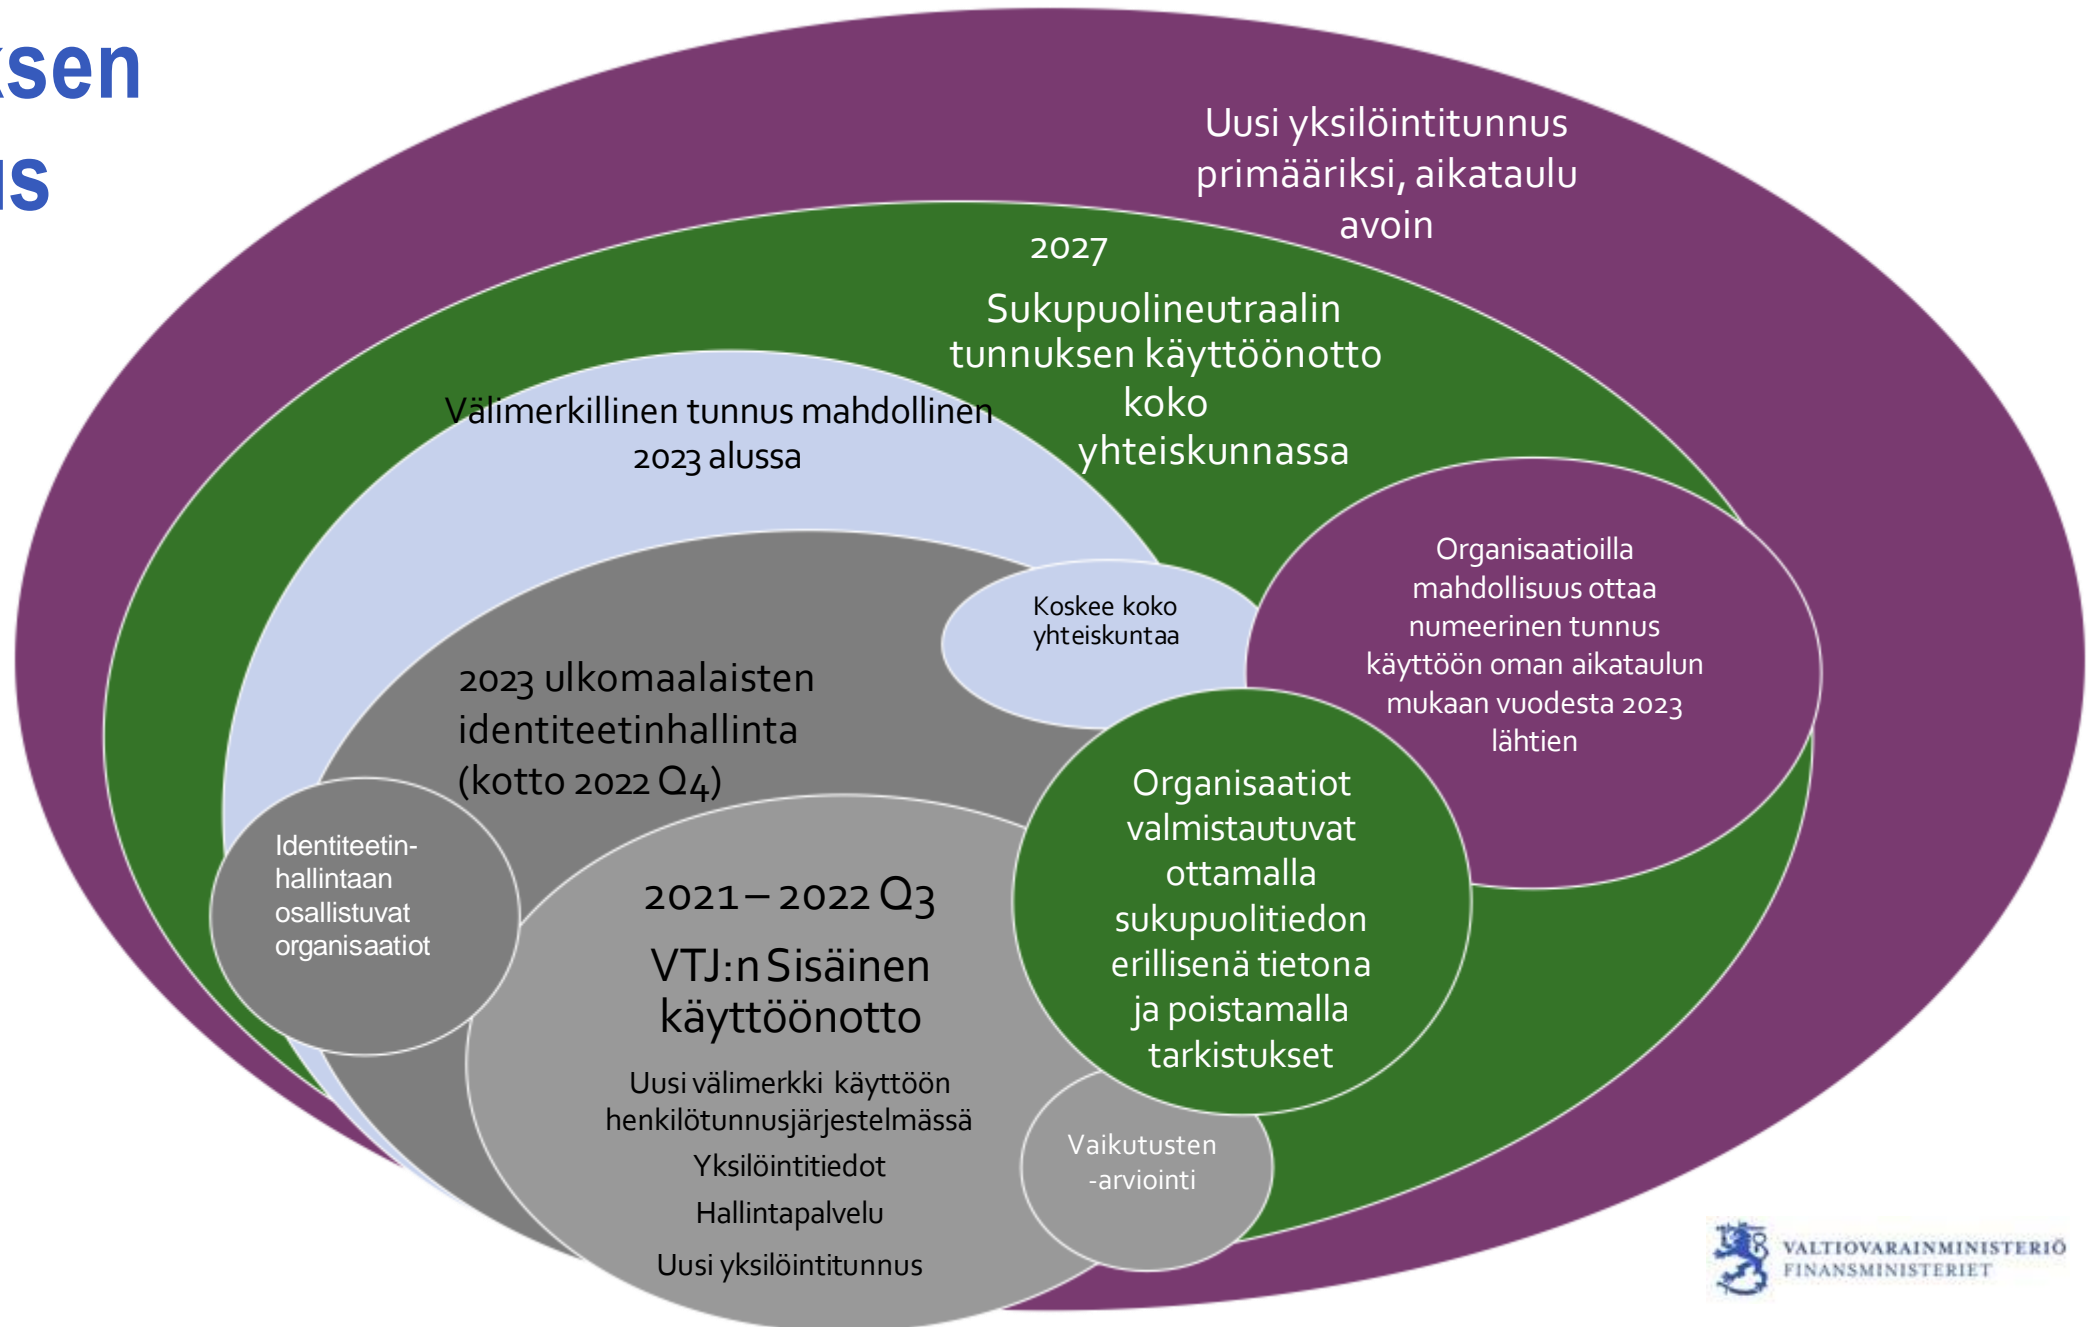 ksen
us
Uusi yksilöintitunnus
primääriksi, aikataulu
avoin
2027
Sukupuolineutraalin
tunnuksen käyttöönotto
koko
yhteiskunnassa
Välimerkillinen tunnus mahdollinen
2023 alussa
Koskee koko
yhteiskuntaa
Organisaatioilla
mahdollisuus ottaa
numeerinen tunnus
käyttöön oman aikataulun
mukaan vuodesta 2023
lähtien
2023 ulkomaalaisten
identiteetinhallinta
(kotto 2022 Q4)
Identiteetin-
hallintaan
osallistuvat
organisaatiot
Organisaatiot
valmistautuvat
ottamalla
sukupuolitiedon
erillisenä tietona
ja poistamalla
tarkistukset
2021 – 2022 Q3
VTJ:n Sisäinen
käyttöönotto
Uusi välimerkki käyttöön
henkilötunnusjärjestelmässä
Yksilöintitiedot
Hallintapalvelu
Uusi yksilöintitunnus
Vaikutusten
-arviointi
VALTIOVARAINMINISTERIÖ
FINANSMINISTERIET